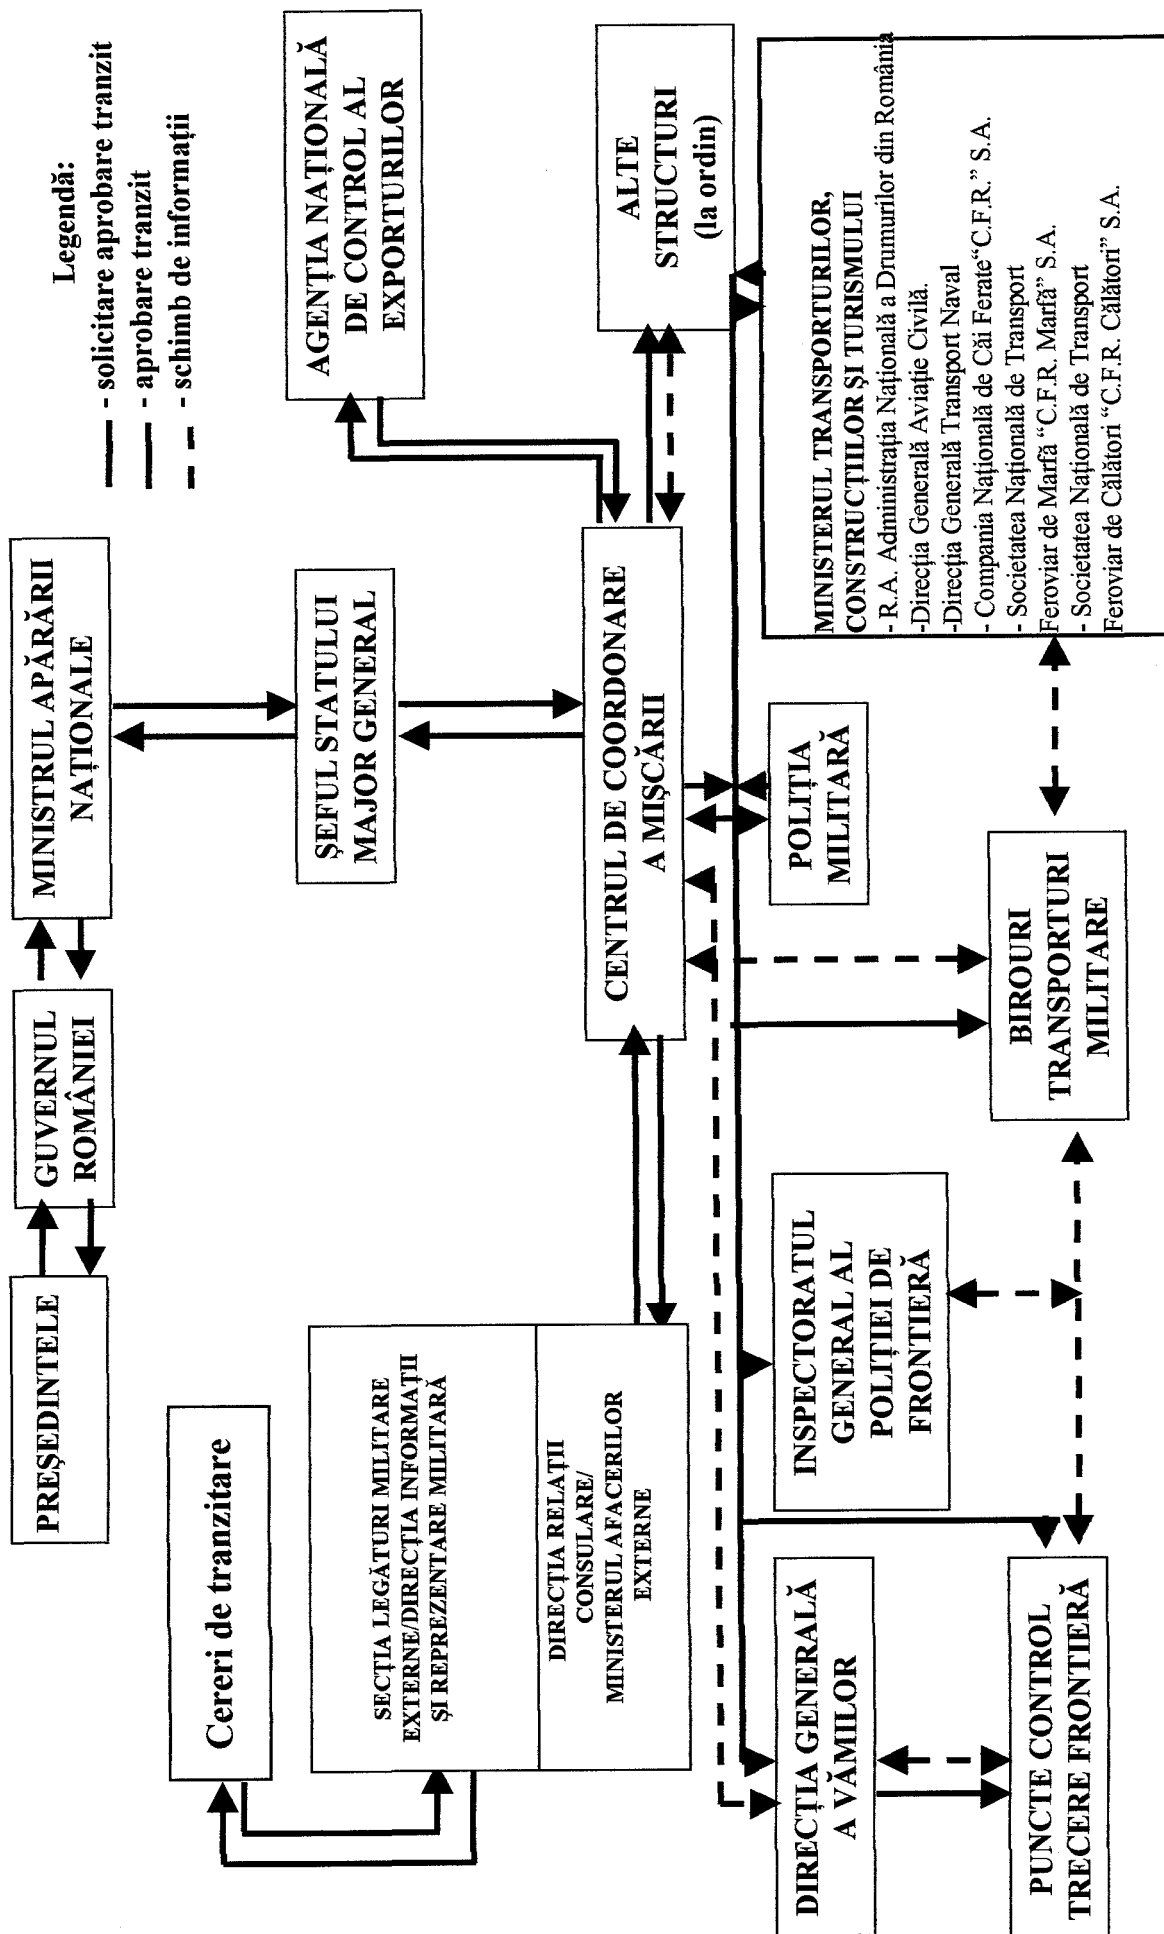 Legendă:
- solicitare aprobare tranzit
- aprobare tranzit
- schimb de informații
PREȘEDINTELE
GUVERNUL
ROMÂNIEI
MINISTRUL APĂRĂRII
NAȚIONALE
Cereri de tranzitare
ȘEFUL STATULUI
MAJOR GENERAL
AGENȚIA NAȚIONALĂ
DE CONTROL AL
EXPORTURILOR
SECȚIA LEGĂTURI MILITARE
EXTERNE/DIRECȚIA INFORMAȚII
ȘI REPREZENTARE MILITARĂ
DIRECȚIA RELAȚII
CONSULARE/
MINISTERUL AFACERILOR
EXTERNE
CENTRUL DE COORDONARE
A MIȘCĂRII
ALTE
STRUCTURI
(la ordin)
DIRECȚIA GENERALĂ
A VĂMILOR
INSPECTORATUL
GENERAL AL
POLIȚIEI DE
FRONTIERĂ
POLIȚIA
MILITARĂ
MINISTERUL TRANSPORTURILOR,
CONSTRUCȚIILOR ȘI TURISMULUI
- R.A. Administrația Națională a Drumurilor din România
-Direcția Generală Aviație Civilă.
-Direcția Generală Transport Naval
- Compania Națională de Căi Ferate“C.F.R.” S.A.
- Societatea Națională de Transport
Feroviar de Marfă “C.F.R. Marfă” S.A.
- Societatea Națională de Transport
Feroviar de Călători “C.F.R. Călători” S.A.
PUNCTE CONTROL
TRECERE FRONTIERĂ
BIROURI
TRANSPORTURI
MILITARE